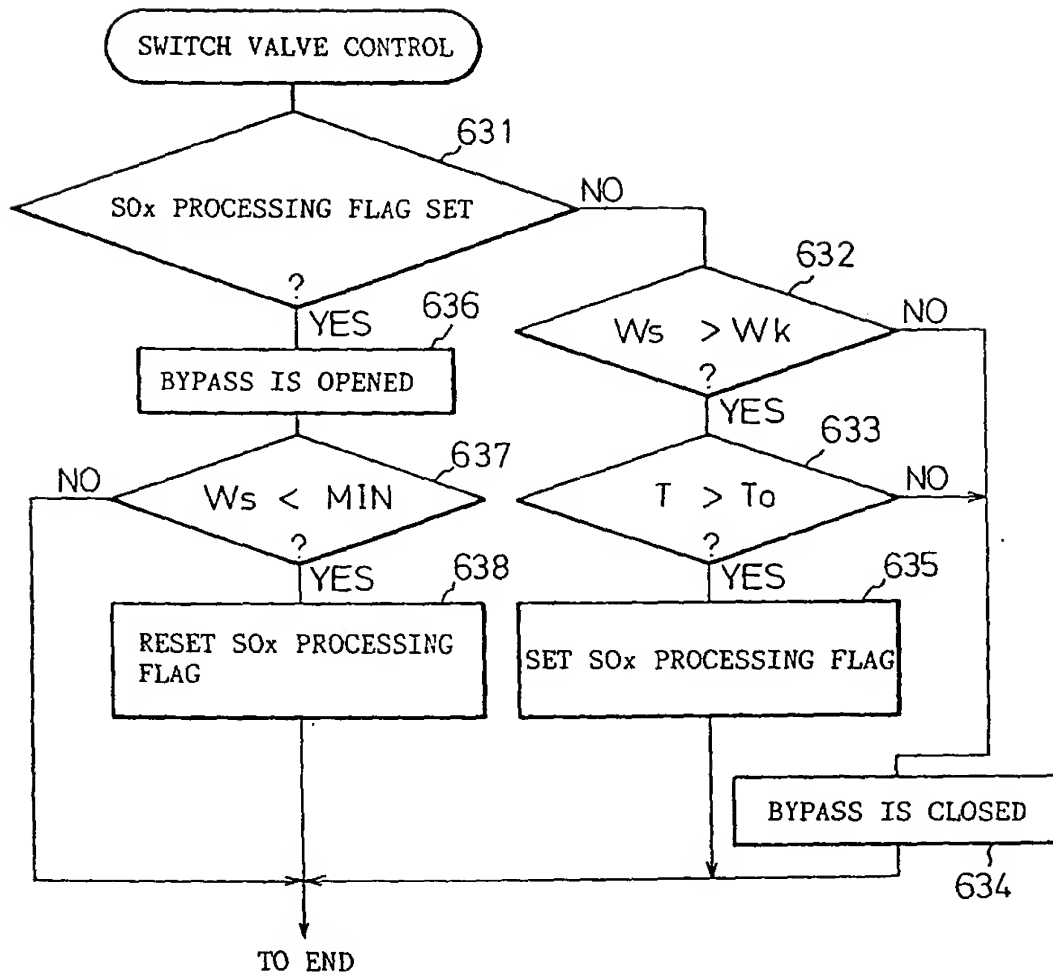 SWITCH VALVE CONTROL
631
SOx PROCESSING FLAG SET
?
NO
YES
636
BYPASS IS OPENED
632
Ws > Wk
?
NO
YES
637
Ws < MIN
?
NO
YES
633
T > To
?
NO
YES
638
RESET SOx PROCESSING
FLAG
635
SET SOx PROCESSING FLAG
BYPASS IS CLOSED
634
TO END